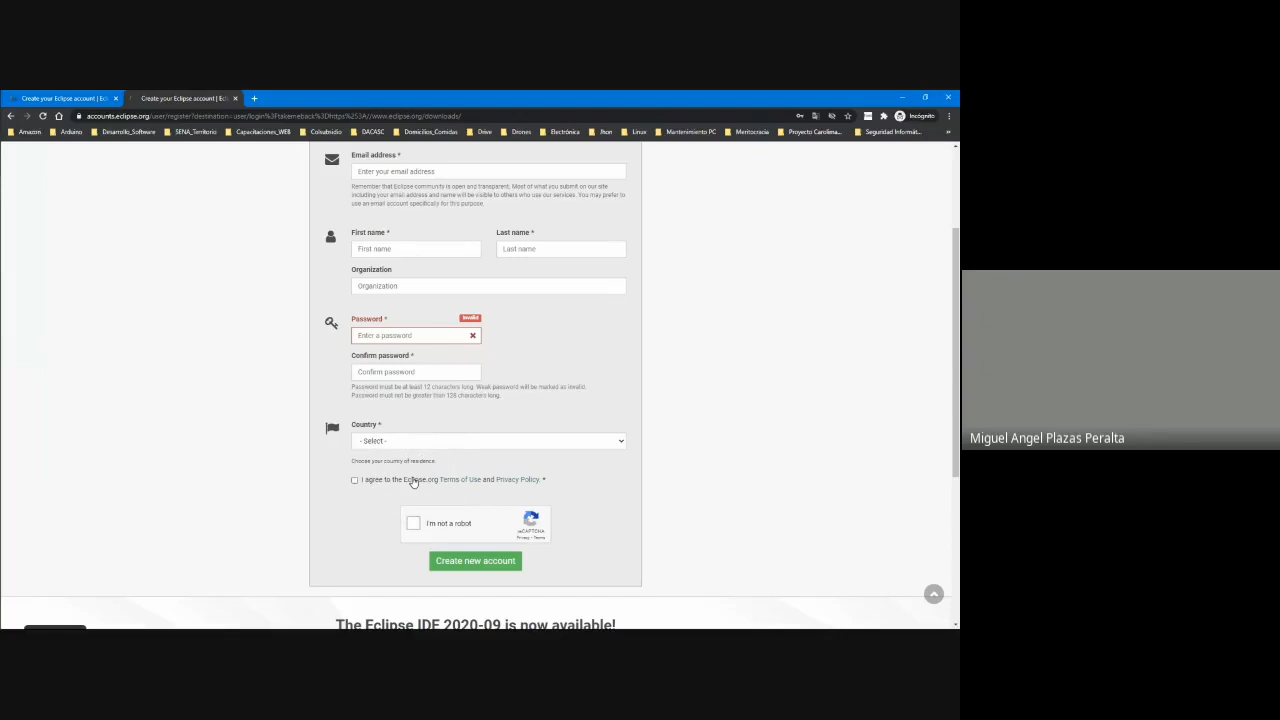 Create your Eclipse account | Ecl
Create your Eclipse account | Ecl
accounts.eclipse.org/user/register?destination=user/login%3Ftakemeback%3Dhttps%253A//www.eclipse.org/downloads/
Incógnito
Amazon
Arduino
Desarrollo_Software
SENA_Territorio
Capacitaciones_WEB
Colsubsidio
DACASC
Domicilios_Comidas
Drive
Drones
Electrónica
Jhon
Linux
Mantenimiento PC
Meritocracia
Proyecto Carolina...
Seguridad Informát...
Email address *
Enter your email address
Remember that Eclipse community is open and transparent. Most of what you submit on our site
including your email address and name will be visible to others who use our services. You may prefer to
use an email account specifically for this purpose.
First name *
Last name *
First name
Last name
Organization
Organization
Password *
Invalid
Enter a password
Confirm password *
Confirm password
Password must be at least 12 characters long. Weak password will be marked as invalid.
Password must not be greater than 128 characters long.
Country *
- Select -
Choose your country of residence.
I agree to the Eclipse.org Terms of Use and Privacy Policy. *
I'm not a robot
reCAPTCHA
Privacy - Terms
Create new account
The Eclipse IDE 2020-09 is now available!
Miguel Angel Plazas Peralta